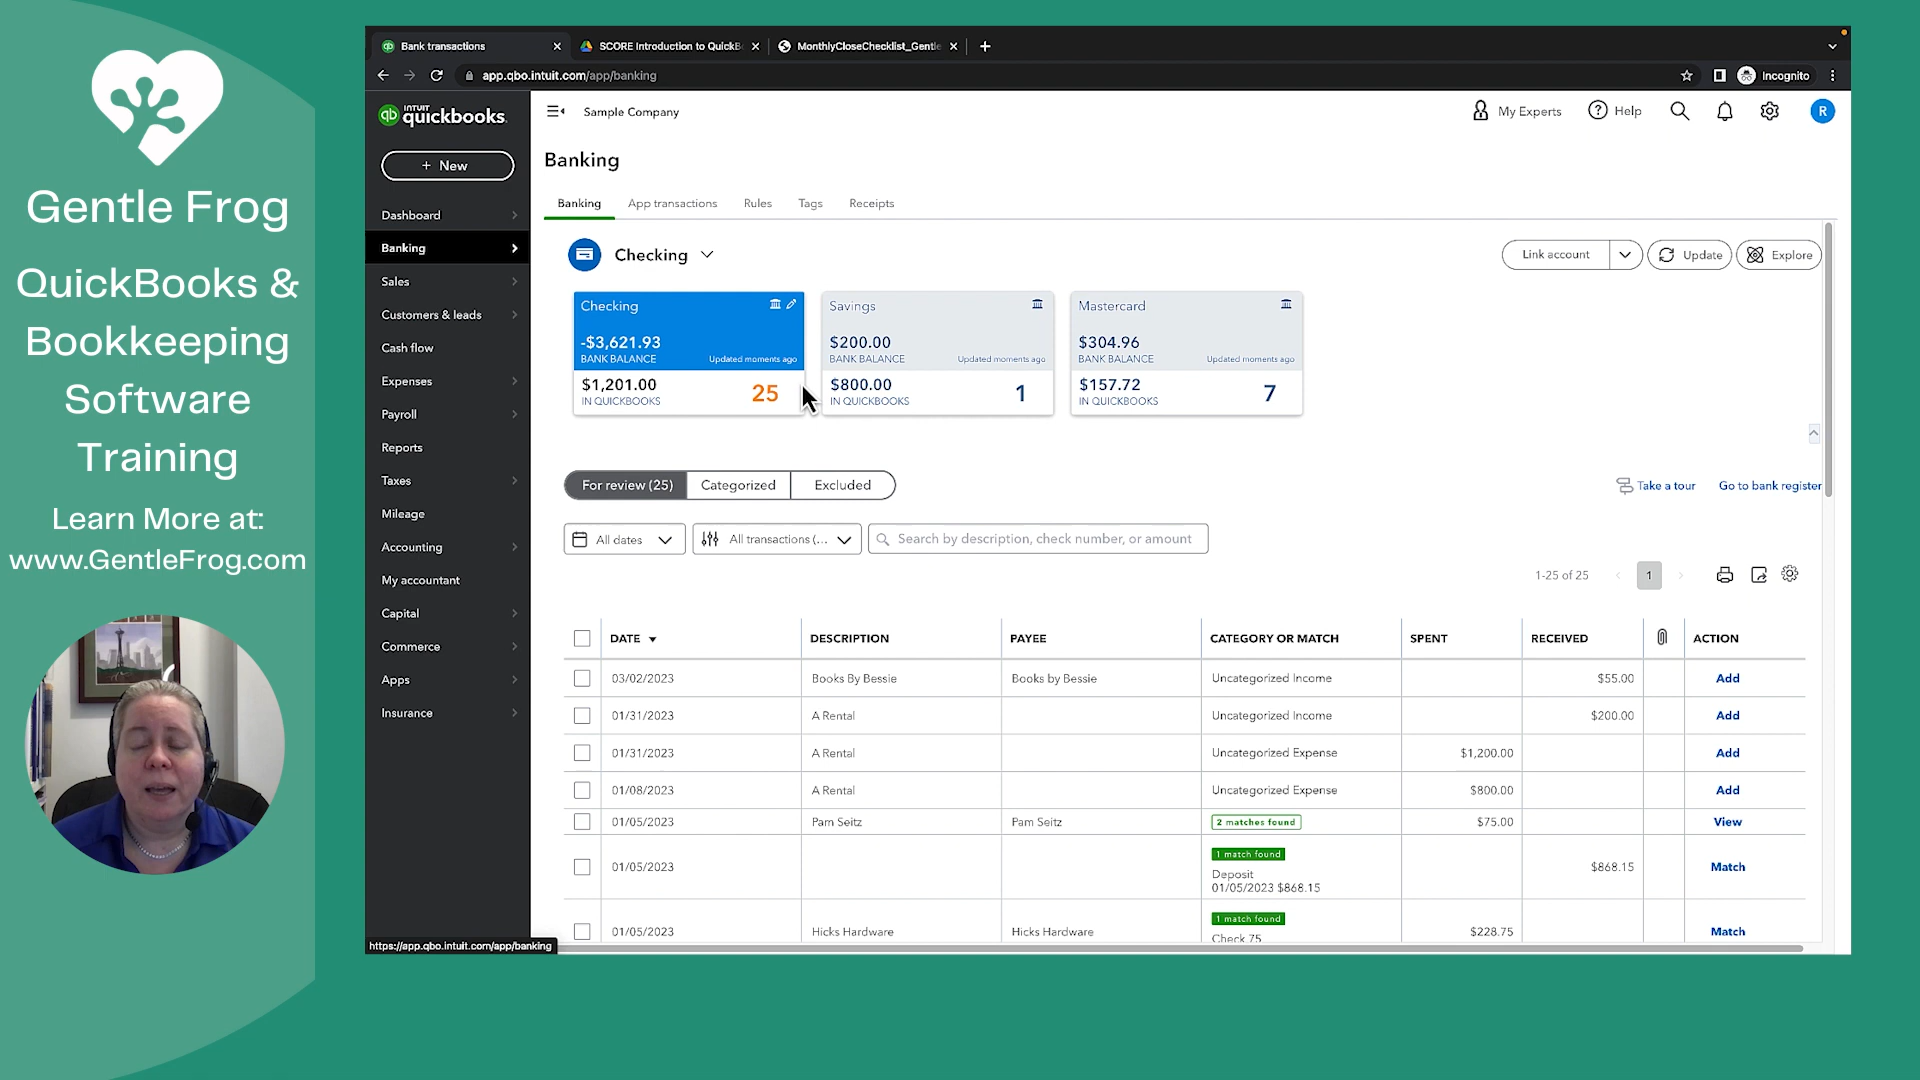 Gentle Frog
QuickBooks &
Bookkeeping
Software
Training
Learn More at:
www.GentleFrog.com
Bank transactions
SCORE Introduction to QuickB
MonthlyCloseChecklist_Gentle
app.qbo.intuit.com/app/banking
Incognito
qb INTUIT quickbooks.
Sample Company
My Experts
Help
R
+ New
Dashboard
Banking
Sales
Customers & leads
Cash flow
Expenses
Payroll
Reports
Taxes
Mileage
Accounting
My accountant
Capital
Commerce
Apps
Insurance
https://app.qbo.intuit.com/app/banking
Banking
Banking App transactions Rules Tags Receipts
Checking
Link account
Update
Explore
Checking
-$3,621.93
BANK BALANCE Updated moments ago
$1,201.00
IN QUICKBOOKS
25
Savings
$200.00
BANK BALANCE Updated moments ago
$800.00
IN QUICKBOOKS
1
Mastercard
$304.96
BANK BALANCE Updated moments ago
$157.72
IN QUICKBOOKS
7
For review (25) Categorized Excluded
Take a tour Go to bank register
All dates All transactions (... Search by description, check number, or amount
1-25 of 25 1
DATE DESCRIPTION PAYEE CATEGORY OR MATCH SPENT RECEIVED ACTION
03/02/2023 Books By Bessie Books by Bessie Uncategorized Income $55.00 Add
01/31/2023 A Rental Uncategorized Income $200.00 Add
01/31/2023 A Rental Uncategorized Expense $1,200.00 Add
01/08/2023 A Rental Uncategorized Expense $800.00 Add
01/05/2023 Pam Seitz Pam Seitz 2 matches found $75.00 View
1 match found
01/05/2023 Deposit $868.15 Match
01/05/2023 $868.15
1 match found
01/05/2023 Hicks Hardware Hicks Hardware $228.75 Match
Check 75